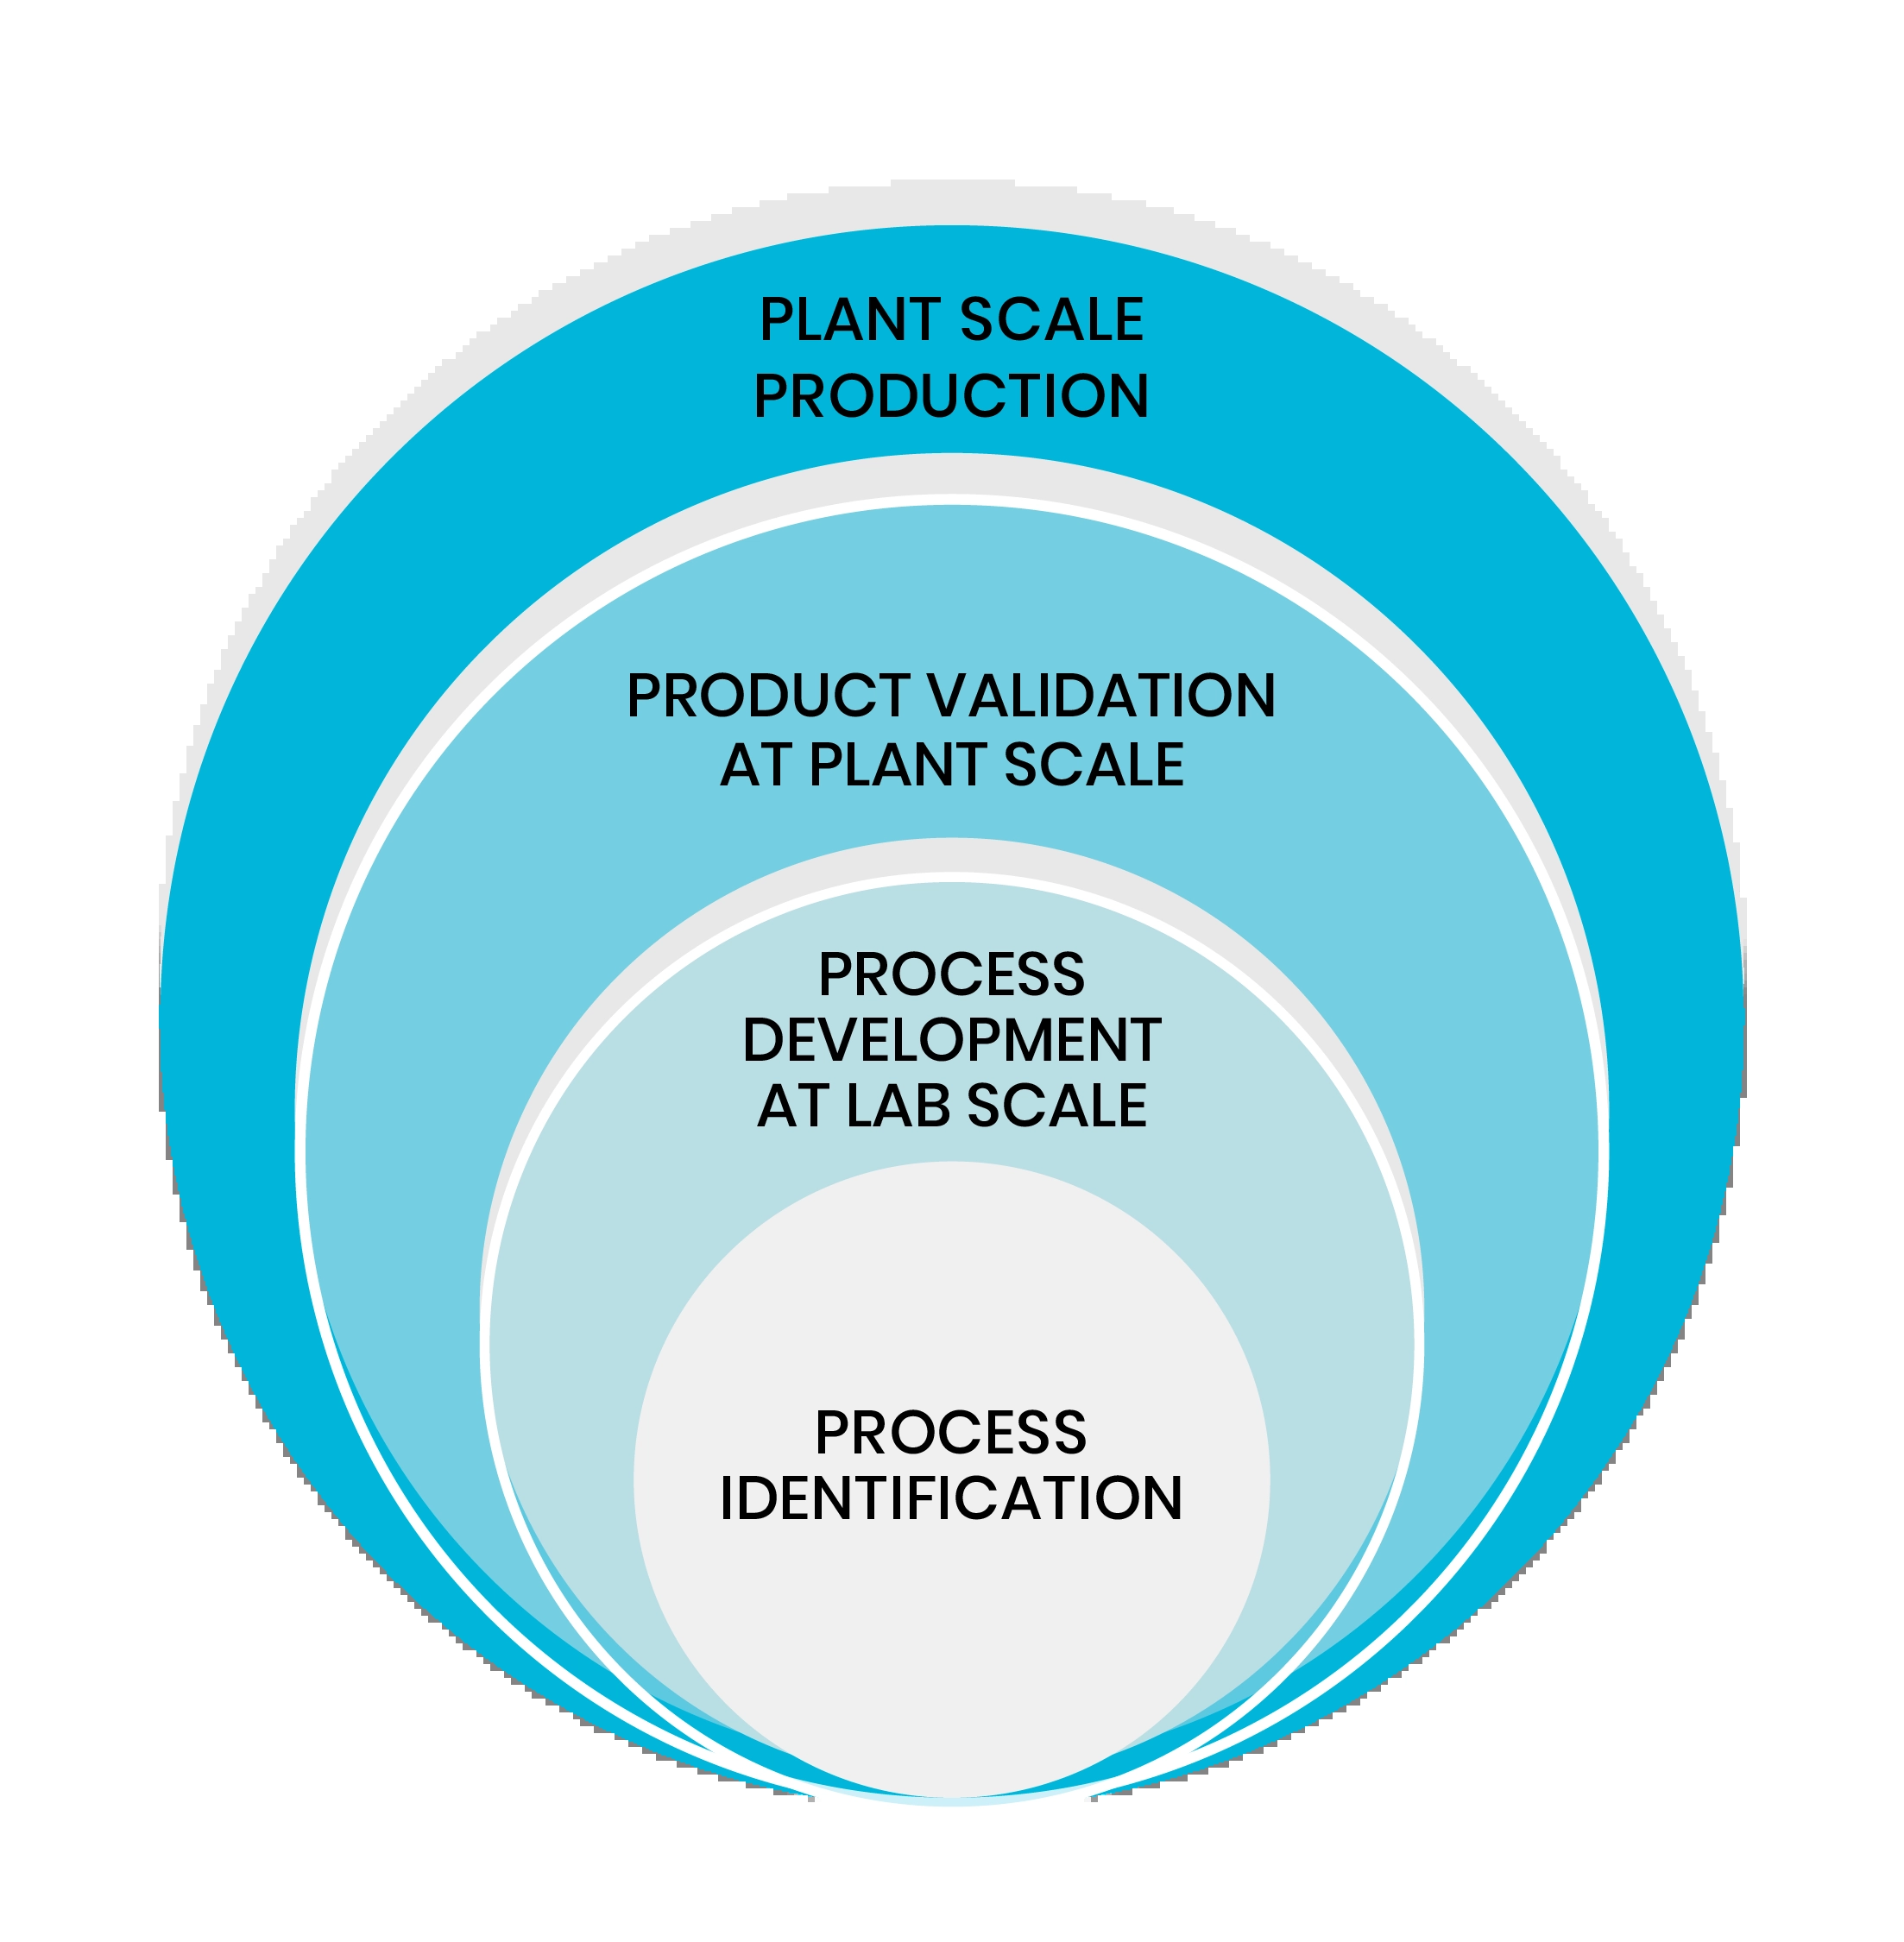 PLANT SCALE
PRODUCTION
PRODUCT VALIDATION
AT PLANT SCALE
PROCESS
DEVELOPMENT
AT LAB SCALE
PROCESS
IDENTIFICATION